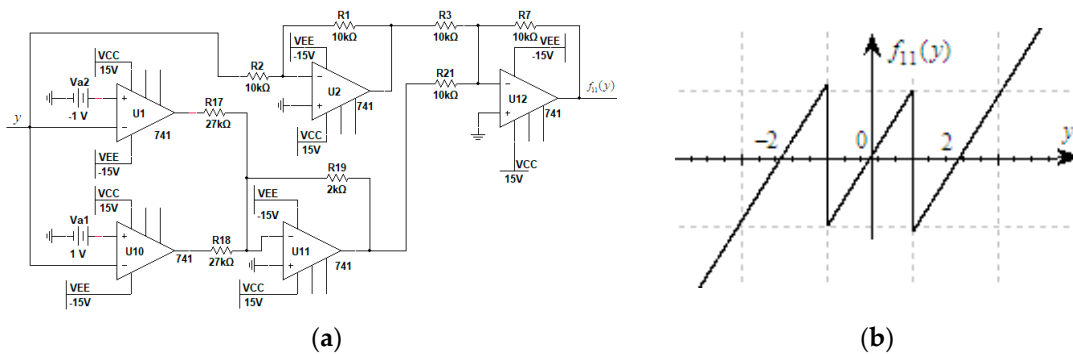 R1
10kΩ
R3
10kΩ
R7
10kΩ
VEE
-15V
VEE
-15V
VCC
15V
R2
10kΩ
R21
10kΩ
U2
U12
f₁₁(y)
Va2
-1 V
U1
R17
27kΩ
741
741
741
y
VEE
-15V
VCC
15V
VCC
15V
R19
2kΩ
VCC
15V
VEE
-15V
Va1
1 V
U10
R18
27kΩ
U11
741
741
VEE
-15V
VCC
15V
(a)
f₁₁(y)
-2
0
2
y
(b)